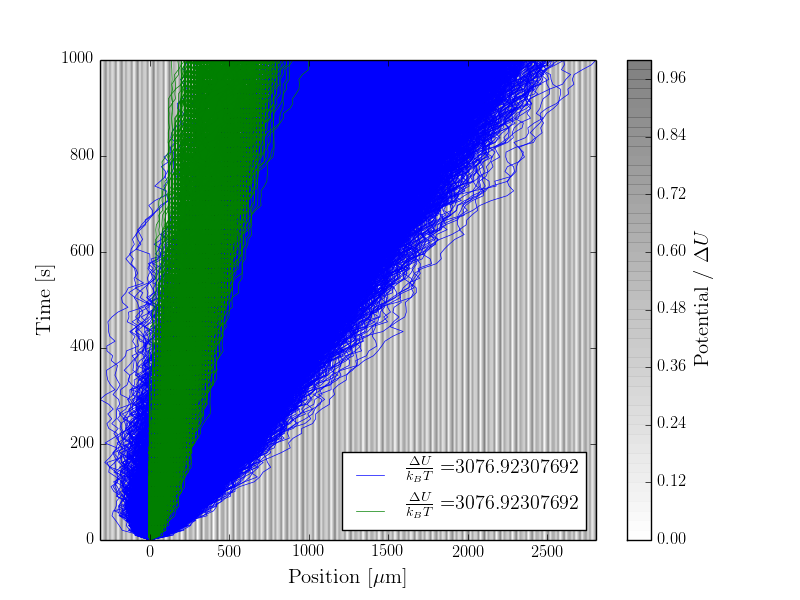 1000
800
600
400
200
0
Time [s]
0 500 1000 1500 2000 2500
Position [μm]
ΔU/k_BT =3076.92307692
ΔU/k_BT =3076.92307692
0.96
0.84
0.72
0.60
0.48
0.36
0.24
0.12
0.00
Potential / ΔU